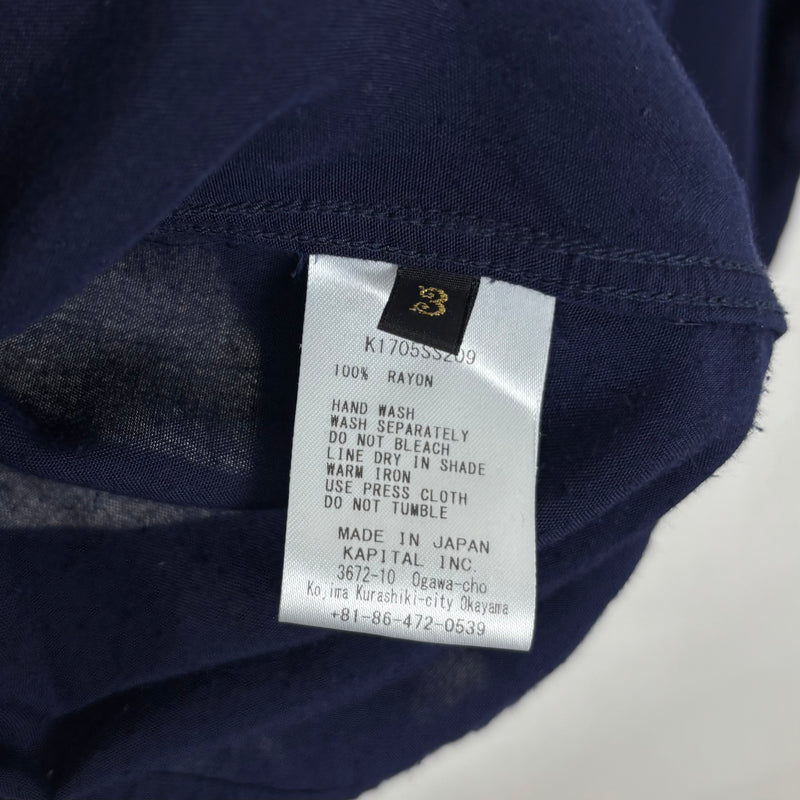 3
K1705SS209
100% RAYON
HAND WASH
WASH SEPARATELY
DO NOT BLEACH
LINE DRY IN SHADE
WARM IRON
USE PRESS CLOTH
DO NOT TUMBLE
MADE IN JAPAN
KAPITAL INC.
3672-10 Ogawa-cho
Kojima Kurashiki-city Okayama
+81-86-472-0539